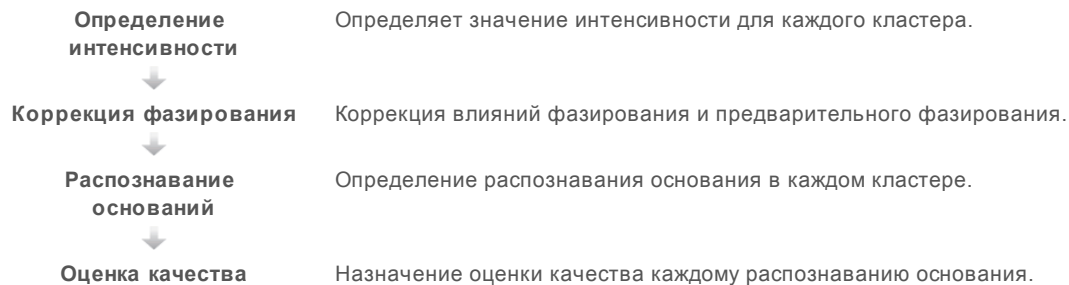 Определение Определяет значение интенсивности для каждого кластера.
интенсивности
Коррекция фазирования Коррекция влияний фазирования и предварительного фазирования.
Распознавание Определение распознавания основания в каждом кластере.
оснований
Оценка качества Назначение оценки качества каждому распознаванию основания.